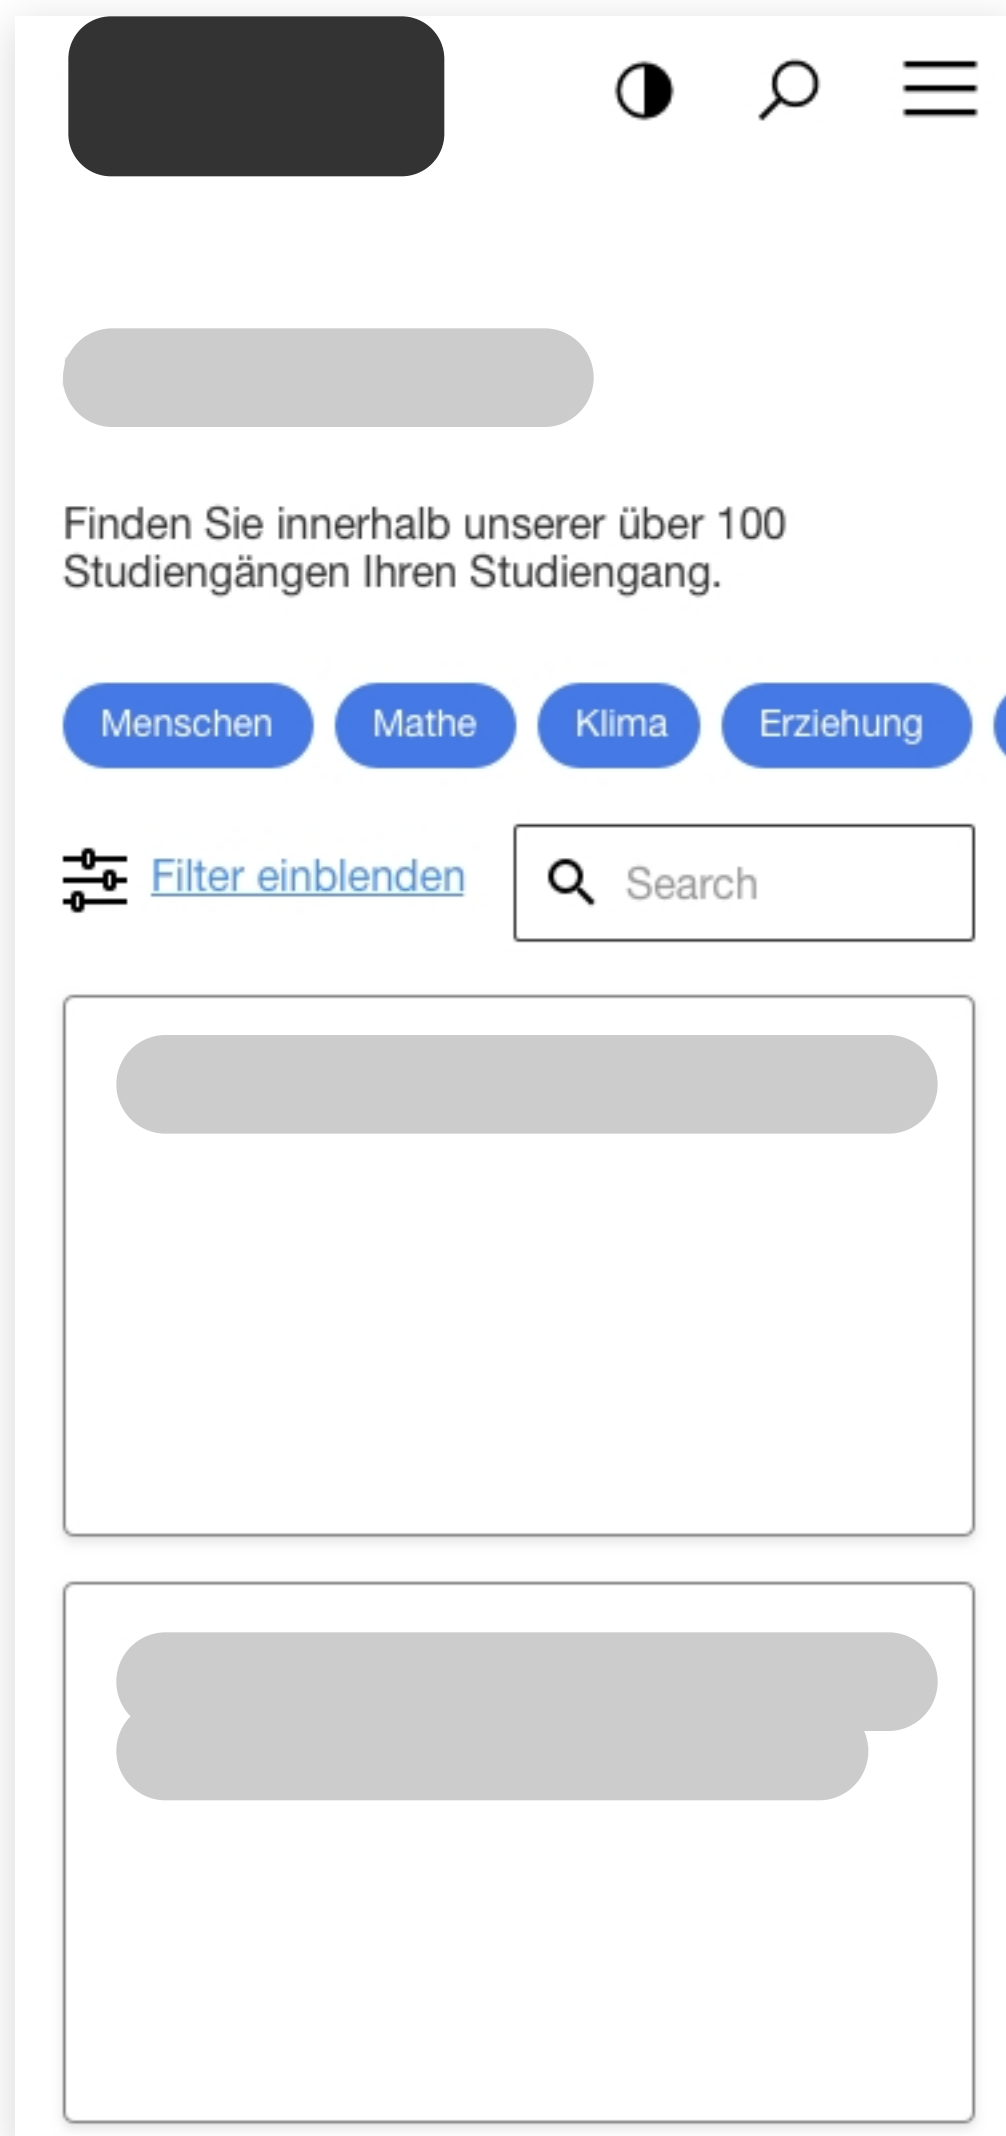 Finden Sie innerhalb unserer über 100
Studiengängen Ihren Studiengang.
Menschen Mathe Klima Erziehung
Filter einblenden Search